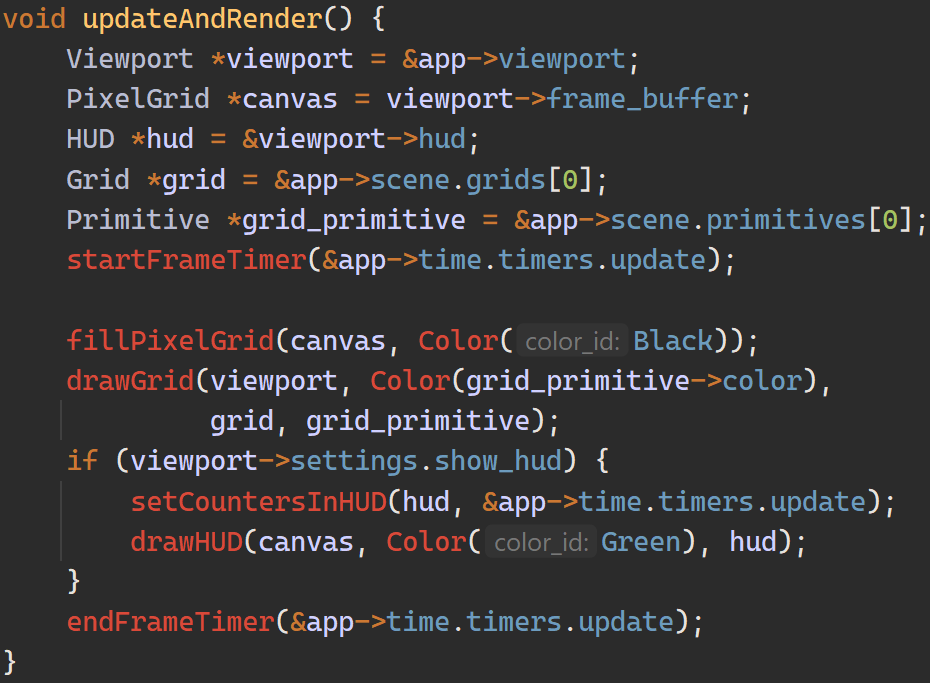 void updateAndRender() {
    Viewport *viewport = &app->viewport;
    PixelGrid *canvas = viewport->frame_buffer;
    HUD *hud = &viewport->hud;
    Grid *grid = &app->scene.grids[0];
    Primitive *grid_primitive = &app->scene.primitives[0];
    startFrameTimer(&app->time.timers.update);

    fillPixelGrid(canvas, Color( color_id: Black));
    drawGrid(viewport, Color(grid_primitive->color),
             grid, grid_primitive);
    if (viewport->settings.show_hud) {
        setCountersInHUD(hud, &app->time.timers.update);
        drawHUD(canvas, Color( color_id: Green), hud);
    }
    endFrameTimer(&app->time.timers.update);
}